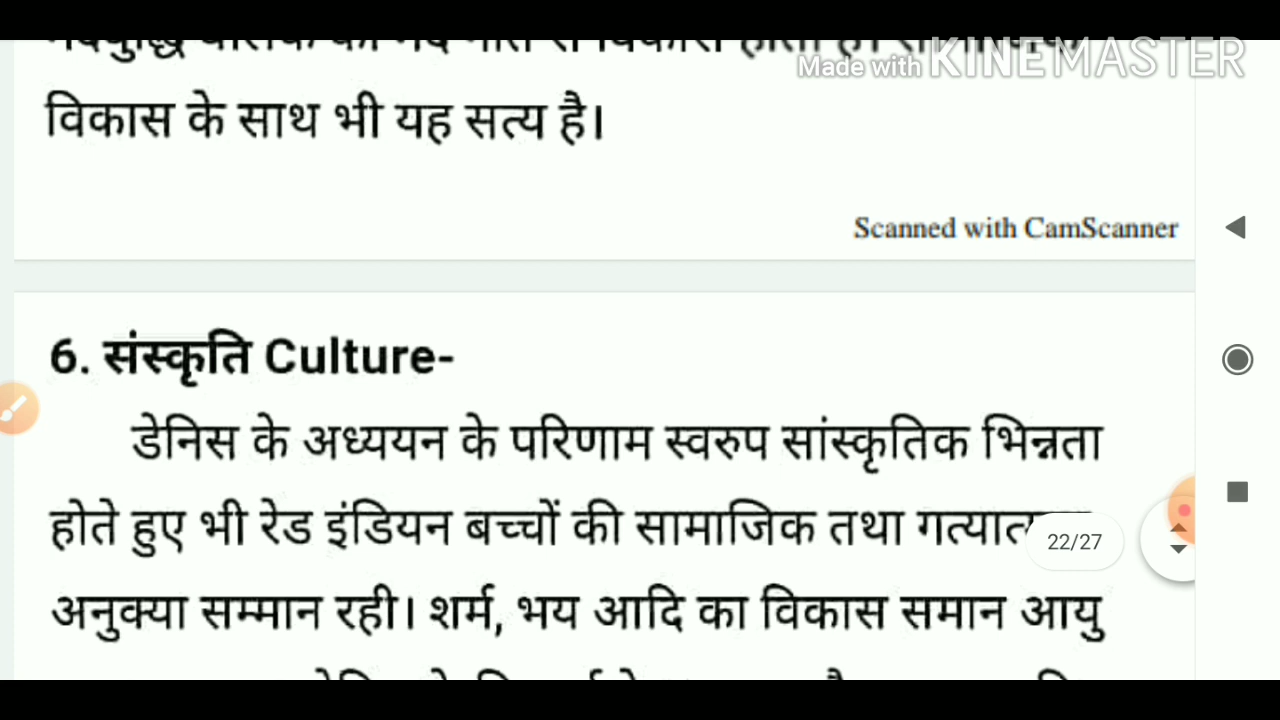 Made with KINEMASTER
विकास के साथ भी यह सत्य है।
Scanned with CamScanner
6. संस्कृति Culture-
डेनिस के अध्ययन के परिणाम स्वरुप सांस्कृतिक भिन्नता
होते हुए भी रेड इंडियन बच्चों की सामाजिक तथा
22/27
अनुक्या सम्मान रही। शर्म, भय आदि का विकास समान आयु